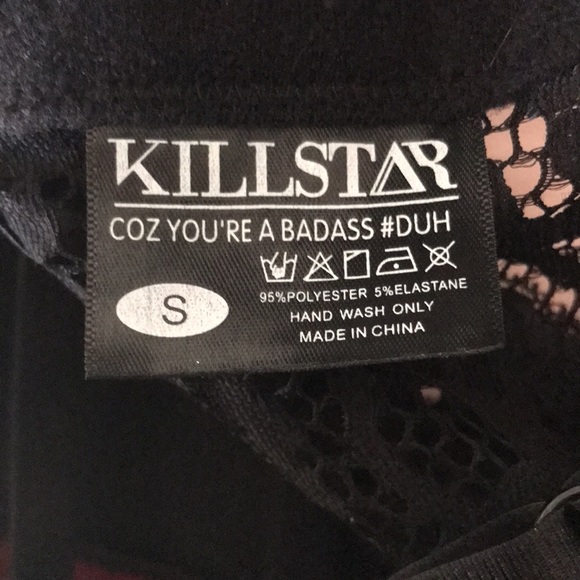 KILLSTAR
COZ YOU'RE A BADASS #DUH
S
95%POLYESTER 5%ELASTANE
HAND WASH ONLY
MADE IN CHINA